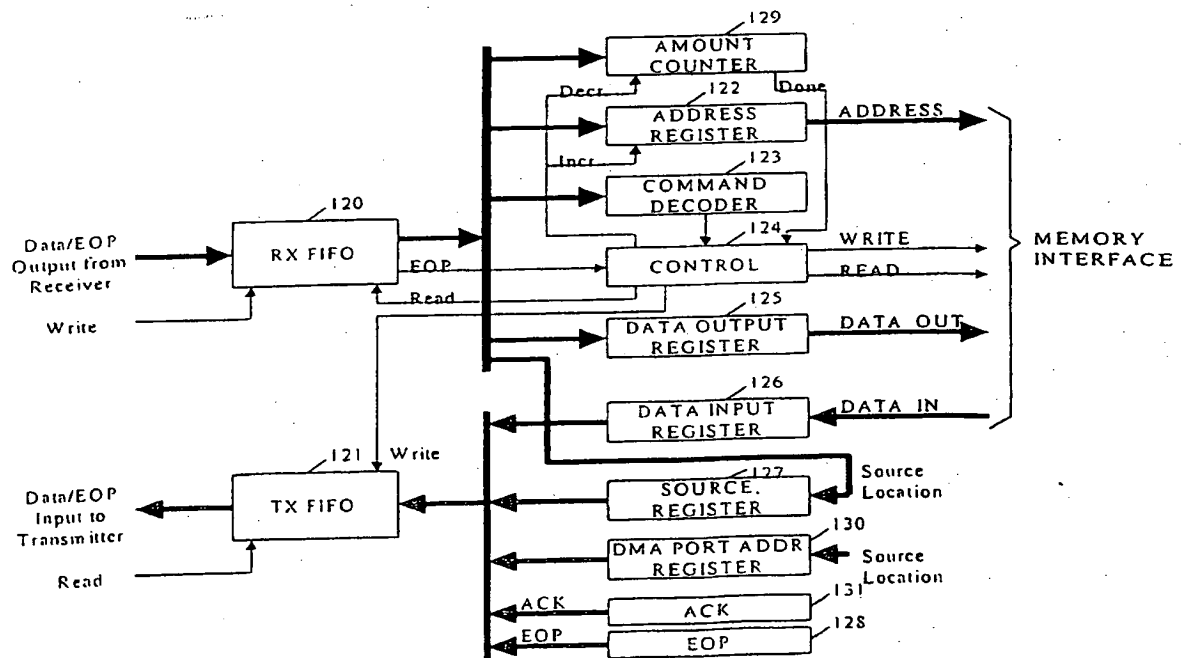 129
AMOUNT
COUNTER
Decr
Done
122
ADDRESS
REGISTER
ADDRESS
Incr
123
COMMAND
DECODER
120
Data/EOP
Output from
Receiver
RX FIFO
EOP
124
CONTROL
WRITE
READ
MEMORY
INTERFACE
Read
Write
125
DATA OUTPUT
REGISTER
DATA OUT
126
DATA INPUT
REGISTER
DATA IN
121
Write
Data/EOP
Input to
Transmitter
TX FIFO
Read
127
SOURCE.
REGISTER
Source
Location
130
DMA PORT ADDR
REGISTER
Source
Location
131
ACK
ACK
128
EOP
EOP